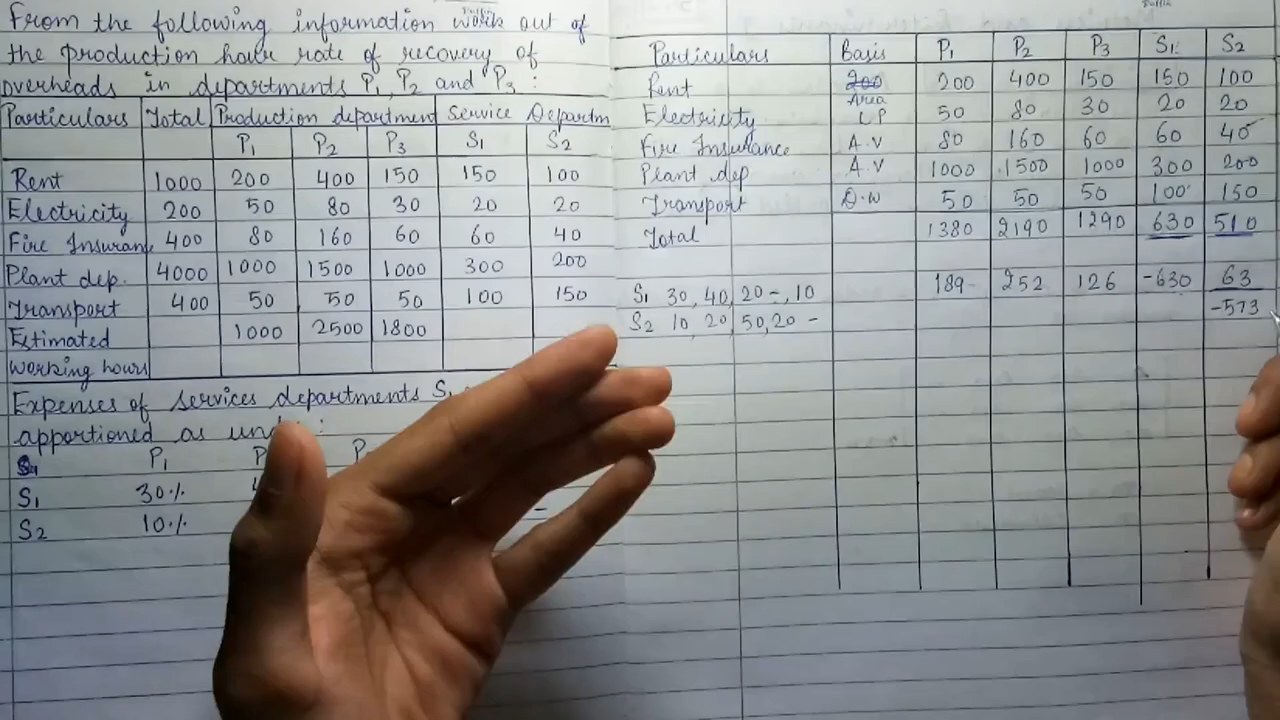 From the following information work out of
the production hour rate of recovery of
overheads in departments P1, P2 and P3 :
Particulars Total Production department Service Departm
P1 P2 P3 S1 S2
Rent 1000 200 400 150 150 100
Electricity 200 50 80 30 20 20
Fire Insuranc 400 80 160 60 60 40
Plant dep. 4000 1000 1500 1000 300 200
Transport 400 50 50 50 100 150
Estimated 1000 2500 1800
working hours
Expenses of services departments S1
apportioned as und :
S1 P1 P
S1 30%
S2 10% -
Particulars Basis P1 P2 P3 S1 S2
Rent 200 Area 200 400 150 150 100
Electricity LP 50 80 30 20 20
Fire Insurance A.V 80 160 60 60 40
Plant dep A.V 1000 1500 1000 300 200
Transport D.W 50 50 50 100 150
Total 1380 2190 1290 630 510
S1 30, 40, 20 -, 10 189 252 126 -630 63
S2 10, 20, 50, 20 - -573